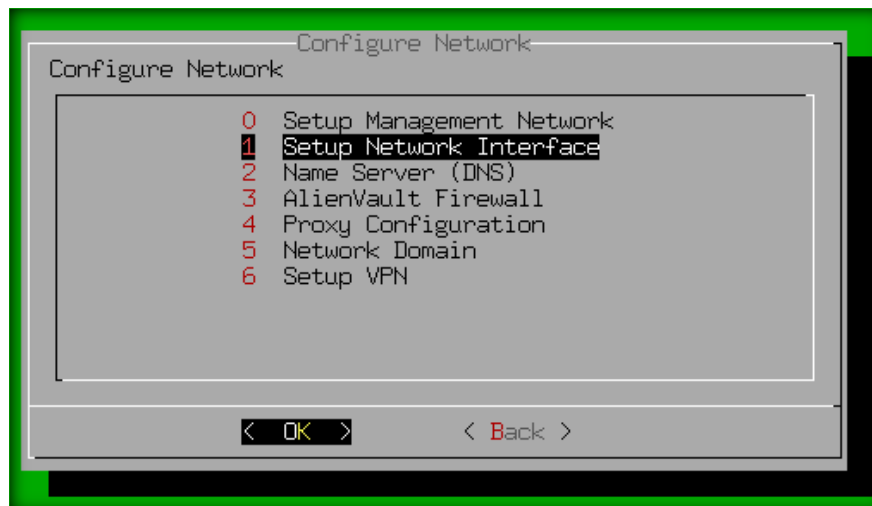 Configure Network
Configure Network
0 Setup Management Network
1 Setup Network Interface
2 Name Server (DNS)
3 AlienVault Firewall
4 Proxy Configuration
5 Network Domain
6 Setup VPN
< OK > < Back >